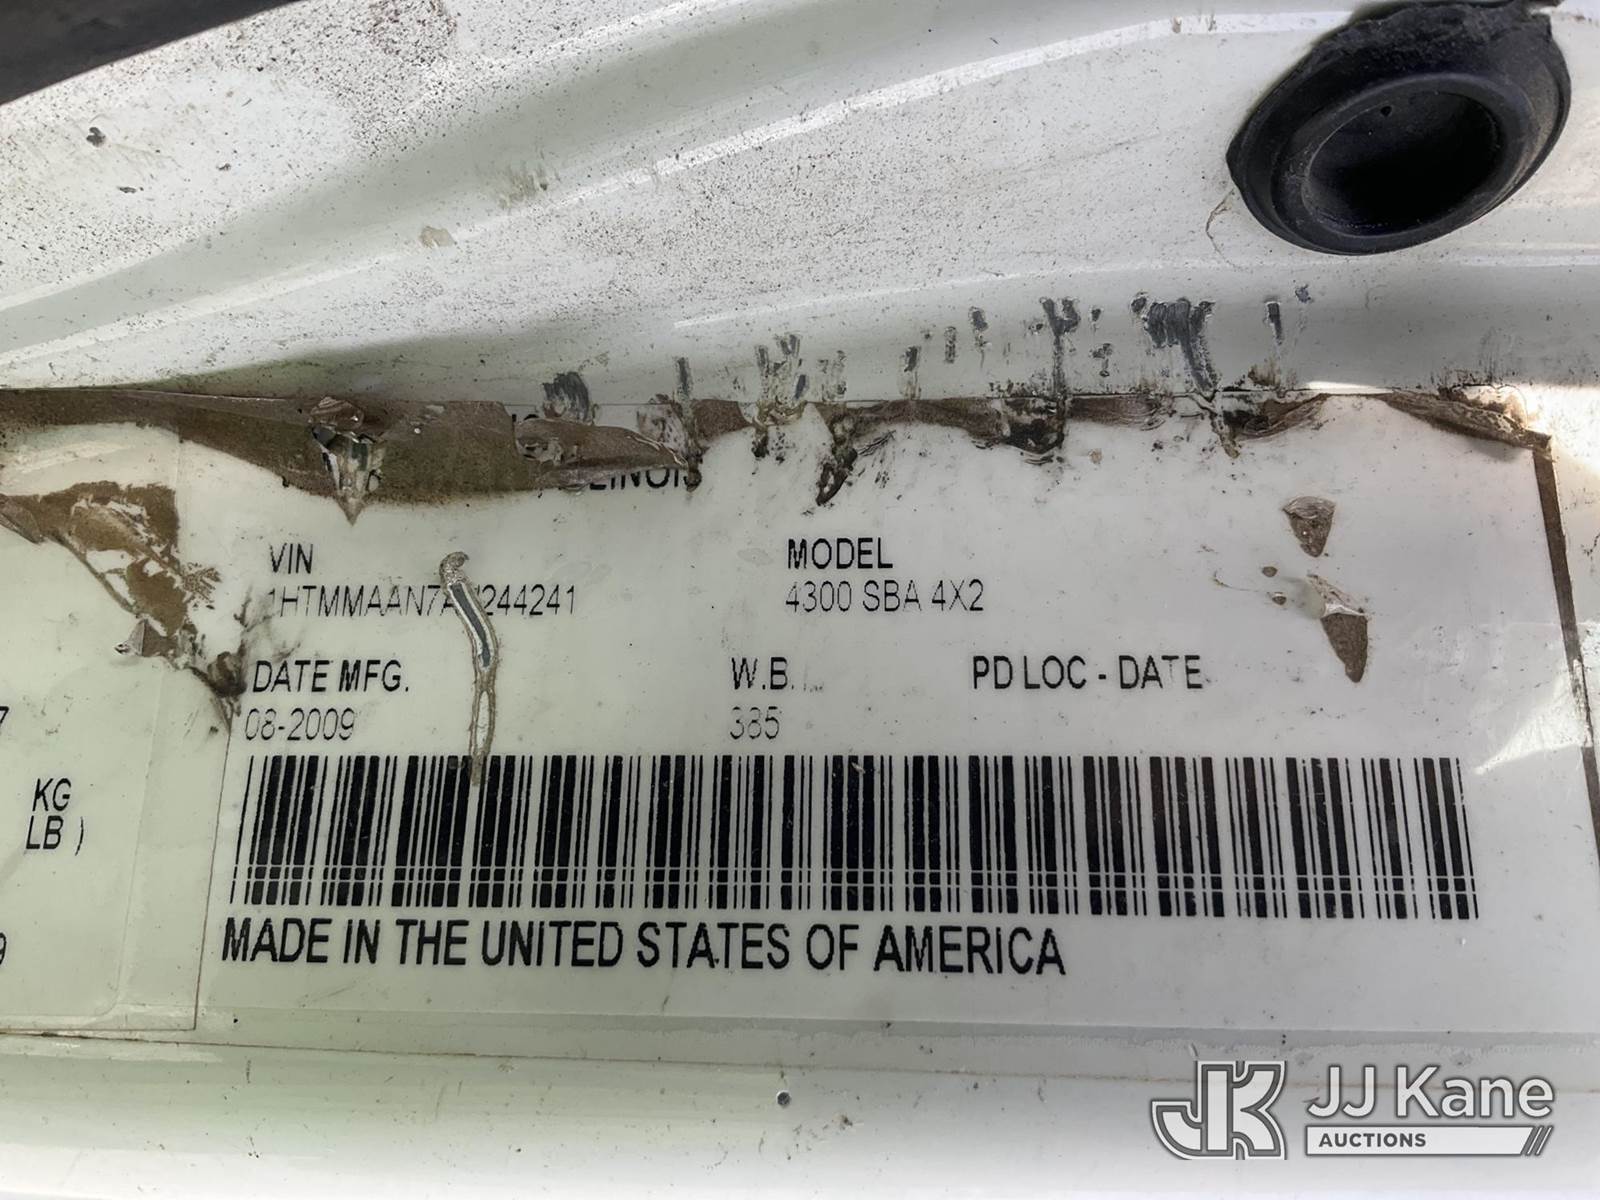 VIN
MODEL
4300 SBA 4X2
DATE MFG.
W.B.
PD LOC - DATE
08-2009
385
KG
LB )
MADE IN THE UNITED STATES OF AMERICA
JJ Kane
AUCTIONS